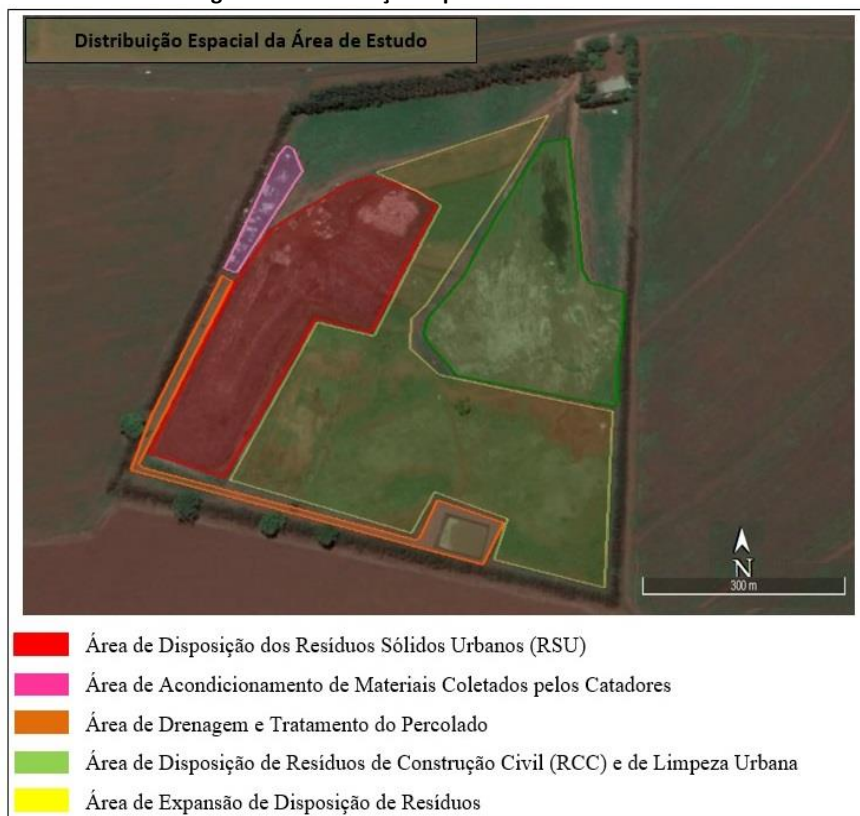 Distribuição Espacial da Área de Estudo
N
300 m
Área de Disposição dos Resíduos Sólidos Urbanos (RSU)
Área de Acondicionamento de Materiais Coletados pelos Catadores
Área de Drenagem e Tratamento do Percolado
Área de Disposição de Resíduos de Construção Civil (RCC) e de Limpeza Urbana
Área de Expansão de Disposição de Resíduos